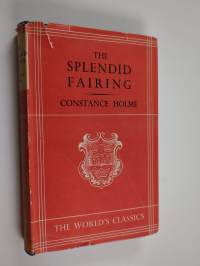 THE
SPLENDID
FAIRING
CONSTANCE HOLME
THE WORLD'S CLASSICS